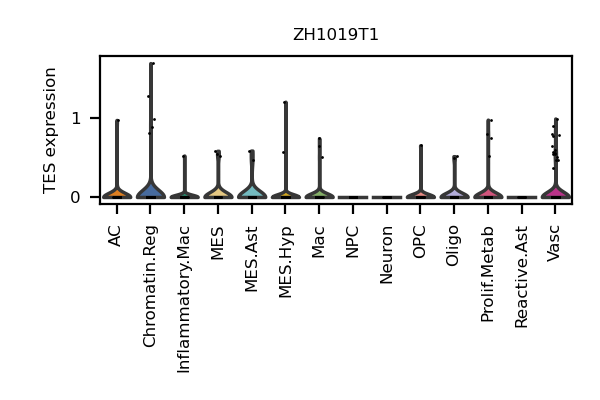 ZH1019T1
TES expression
1
0
AC
Chromatin.Reg
Inflammatory.Mac
MES
MES.Ast
MES.Hyp
Mac
NPC
Neuron
OPC
Oligo
Prolif.Metab
Reactive.Ast
Vasc